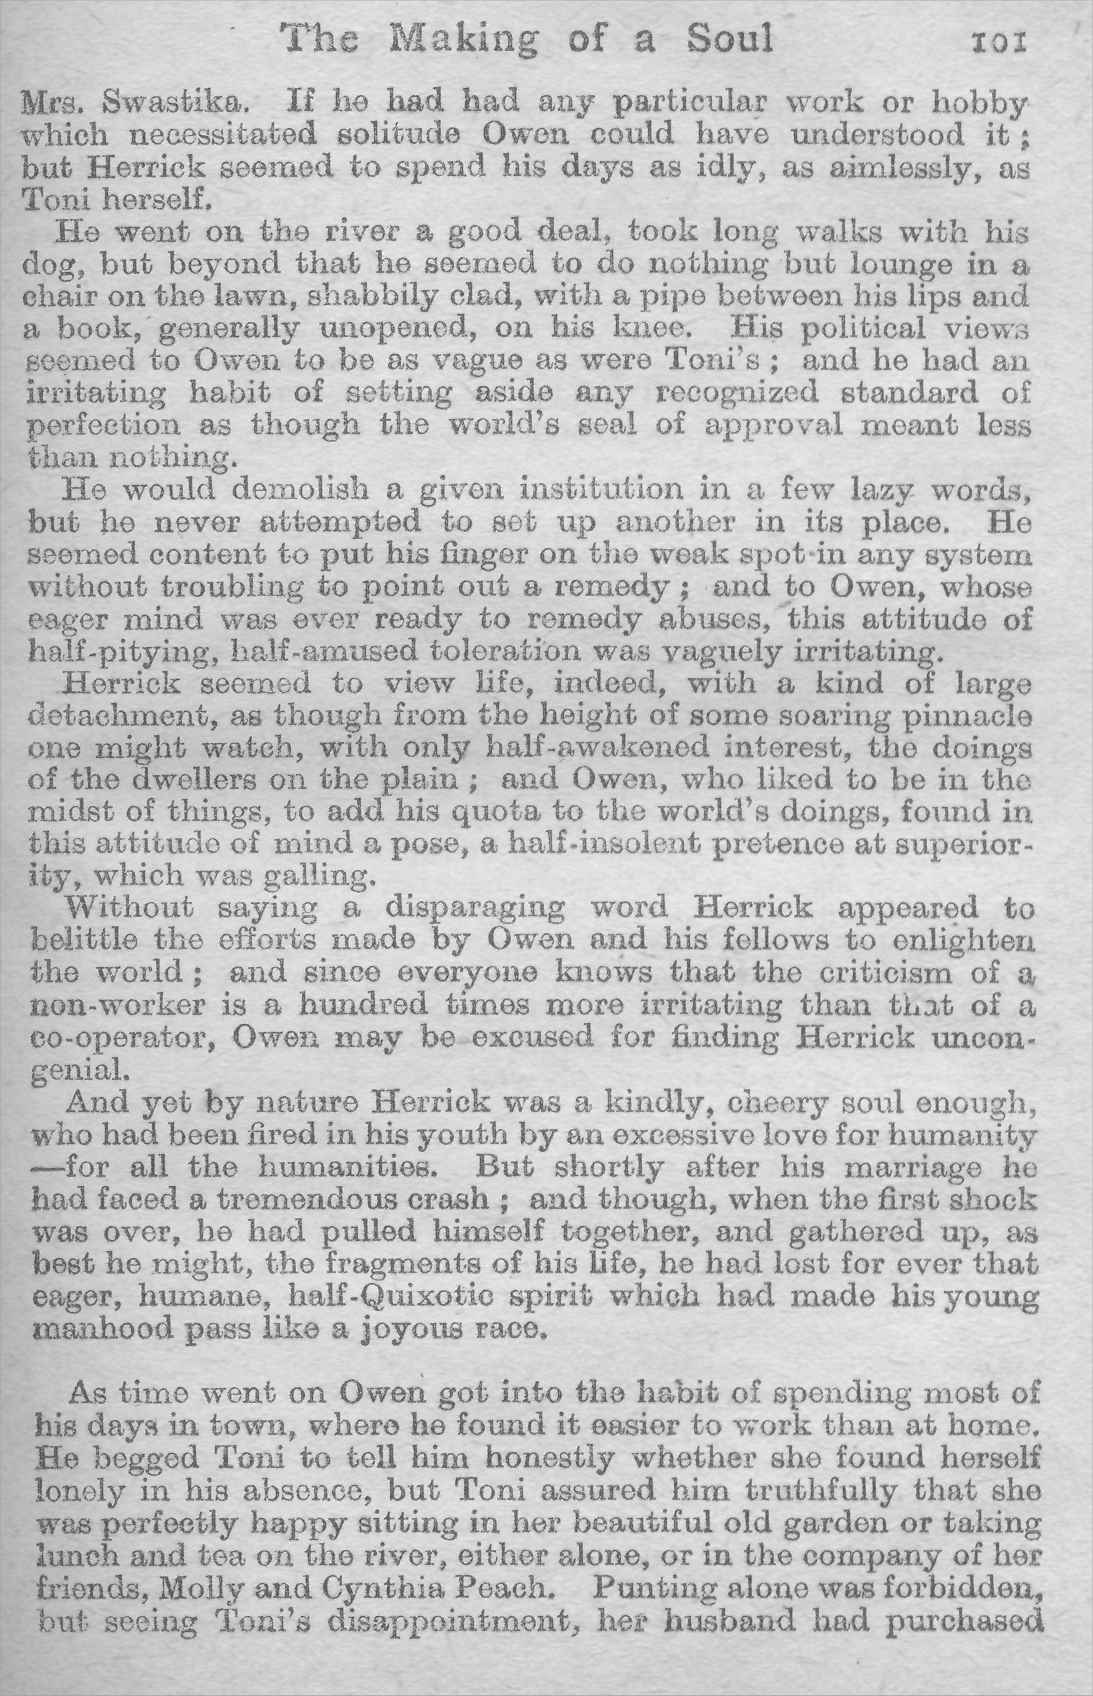 The Making of a Soul 101
Mrs. Swastika. If he had had any particular work or hobby
which necessitated solitude Owen could have understood it ;
but Herrick seemed to spend his days as idly, as aimlessly, as
Toni herself.
He went on the river a good deal, took long walks with his
dog, but beyond that he seemed to do nothing but lounge in a
chair on the lawn, shabbily clad, with a pipe between his lips and
a book, generally unopened, on his knee. His political views
seemed to Owen to be as vague as were Toni's ; and he had an
irritating habit of setting aside any recognized standard of
perfection as though the world's seal of approval meant less
than nothing.
He would demolish a given institution in a few lazy words,
but he never attempted to set up another in its place. He
seemed content to put his finger on the weak spot in any system
without troubling to point out a remedy ; and to Owen, whose
eager mind was ever ready to remedy abuses, this attitude of
half-pitying, half-amused toleration was vaguely irritating.
Herrick seemed to view life, indeed, with a kind of large
detachment, as though from the height of some soaring pinnacle
one might watch, with only half-awakened interest, the doings
of the dwellers on the plain ; and Owen, who liked to be in the
midst of things, to add his quota to the world's doings, found in
this attitude of mind a pose, a half-insolent pretence at superior-
ity, which was galling.
Without saying a disparaging word Herrick appeared to
belittle the efforts made by Owen and his fellows to enlighten
the world ; and since everyone knows that the criticism of a
non-worker is a hundred times more irritating than that of a
co-operator, Owen may be excused for finding Herrick uncon-
genial.
And yet by nature Herrick was a kindly, cheery soul enough,
who had been fired in his youth by an excessive love for humanity
—for all the humanities. But shortly after his marriage he
had faced a tremendous crash ; and though, when the first shock
was over, he had pulled himself together, and gathered up, as
best he might, the fragments of his life, he had lost for ever that
eager, humane, half-Quixotic spirit which had made his young
manhood pass like a joyous race.
As time went on Owen got into the habit of spending most of
his days in town, where he found it easier to work than at home.
He begged Toni to tell him honestly whether she found herself
lonely in his absence, but Toni assured him truthfully that she
was perfectly happy sitting in her beautiful old garden or taking
lunch and tea on the river, either alone, or in the company of her
friends, Molly and Cynthia Peach. Punting alone was forbidden,
but seeing Toni's disappointment, her husband had purchased